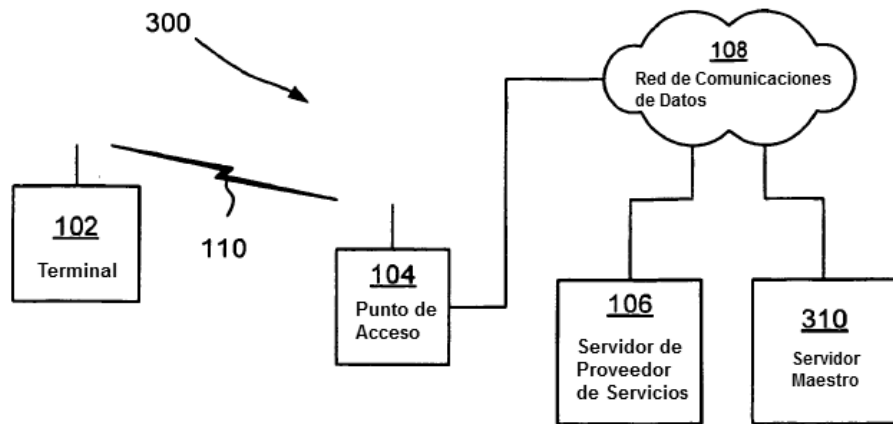 300
108
Red de Comunicaciones
de Datos
102
Terminal
110
104
Punto de
Acceso
106
Servidor de
Proveedor
de Servicios
310
Servidor
Maestro